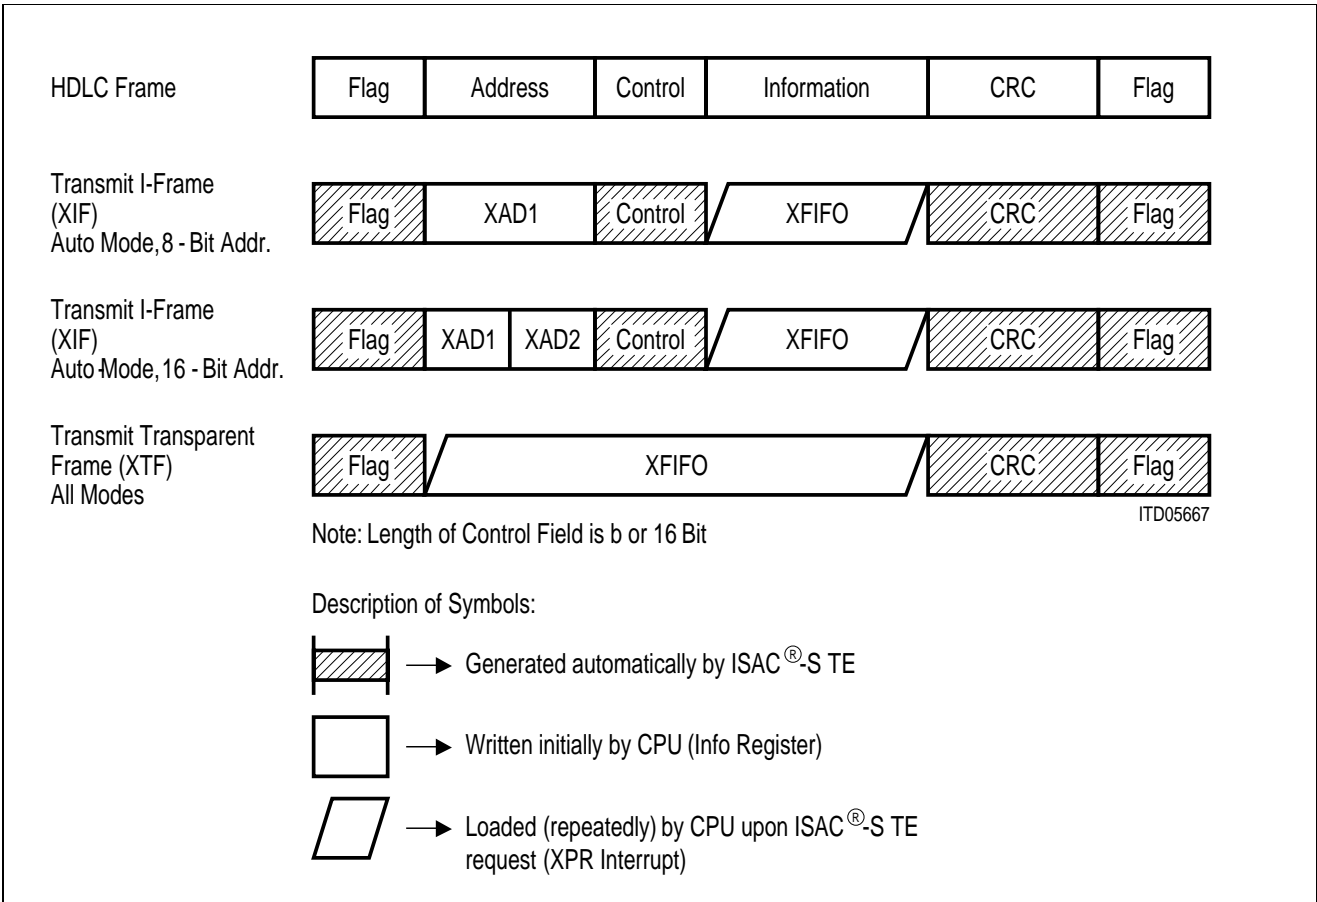 HDLC Frame
Flag Address Control Information CRC Flag
Transmit I-Frame
(XIF)
Auto Mode, 8 - Bit Addr.
Flag XAD1 Control XFIFO CRC Flag
Transmit I-Frame
(XIF)
Auto-Mode, 16 - Bit Addr.
Flag XAD1 XAD2 Control XFIFO CRC Flag
Transmit Transparent
Frame (XTF)
All Modes
Flag XFIFO CRC Flag
ITD05667
Note: Length of Control Field is b or 16 Bit
Description of Symbols:
Generated automatically by ISAC®-S TE
Written initially by CPU (Info Register)
Loaded (repeatedly) by CPU upon ISAC®-S TE
request (XPR Interrupt)